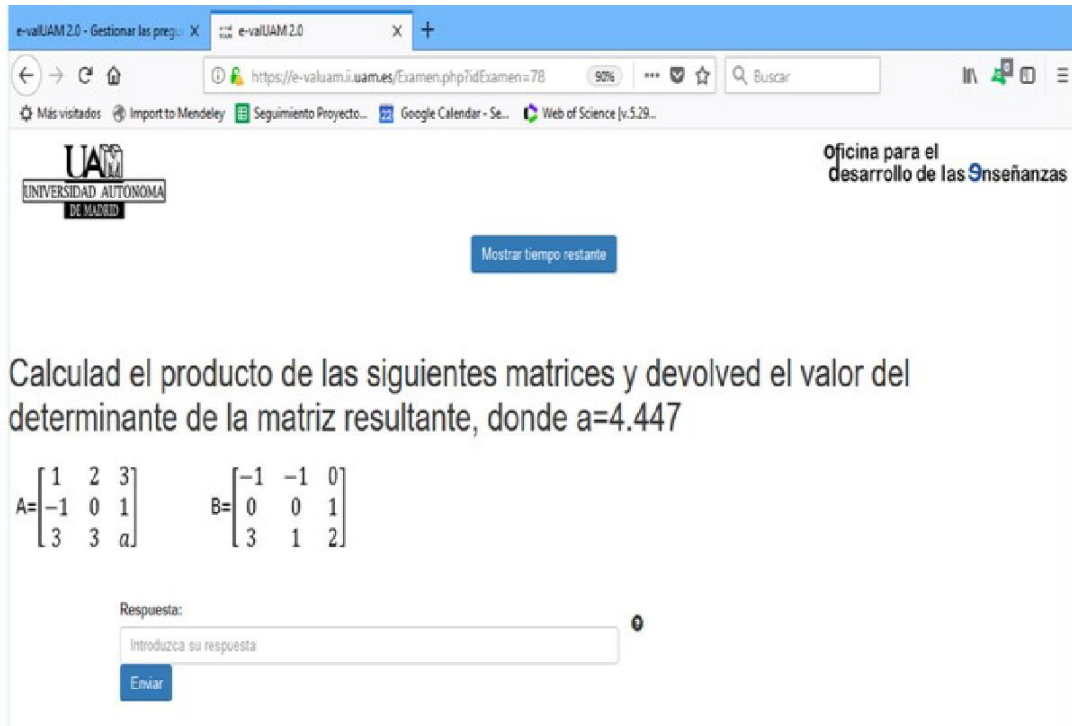 e-valUAM 2.0 - Gestionar las pregu
e-valUAM 2.0
https://e-valuam.ii.uam.es/Examen.php?idExamen=78
90%
Buscar
Más visitados
Import to Mendeley
Seguimiento Proyecto...
22
Google Calendar - Se...
Web of Science [v.5.29...
UAM
UNIVERSIDAD AUTONOMA
DE MADRID
Oficina para el
desarrollo de las Enseñanzas
Mostrar tiempo restante
Calculad el producto de las siguientes matrices y devolved el valor del
determinante de la matriz resultante, donde a=4.447
A=[1 2 3
-1 0 1
3 3 a]
B=[-1 -1 0
0 0 1
3 1 2]
Respuesta:
Introduzca su respuesta
Enviar